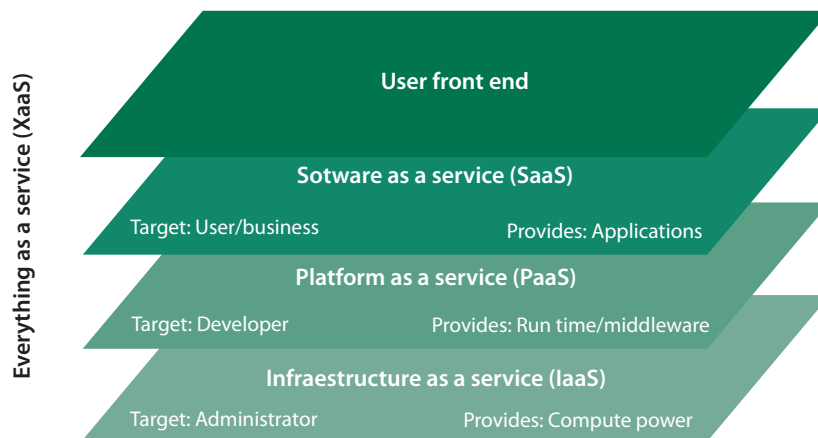 Everything as a service (XaaS)
User front end
Sotware as a service (SaaS)
Target: User/business
Provides: Applications
Platform as a service (PaaS)
Target: Developer
Provides: Run time/middleware
Infraestructure as a service (IaaS)
Target: Administrator
Provides: Compute power